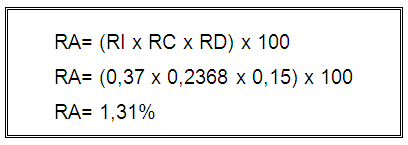 RA= (RI x RC x RD) x 100
RA= (0,37 x 0,2368 x 0,15) x 100
RA= 1,31%